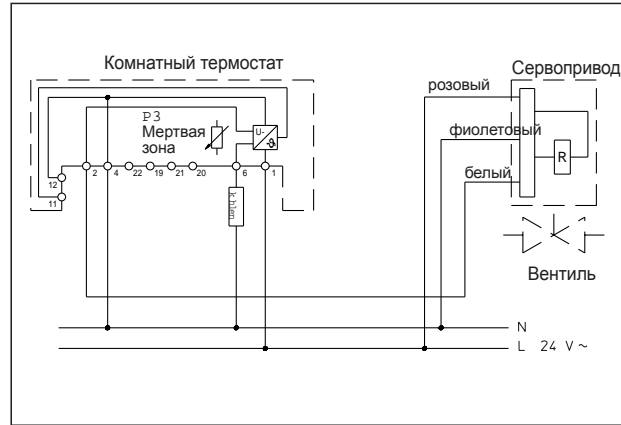 Комнатный термостат
Сервопривод
розовый
P3
Мертвая
зона
U-
ϑ
фиолетовый
R
белый
2 4 22 19 21 20 6 1
12
11
Вентиль
N
L 24 V ~